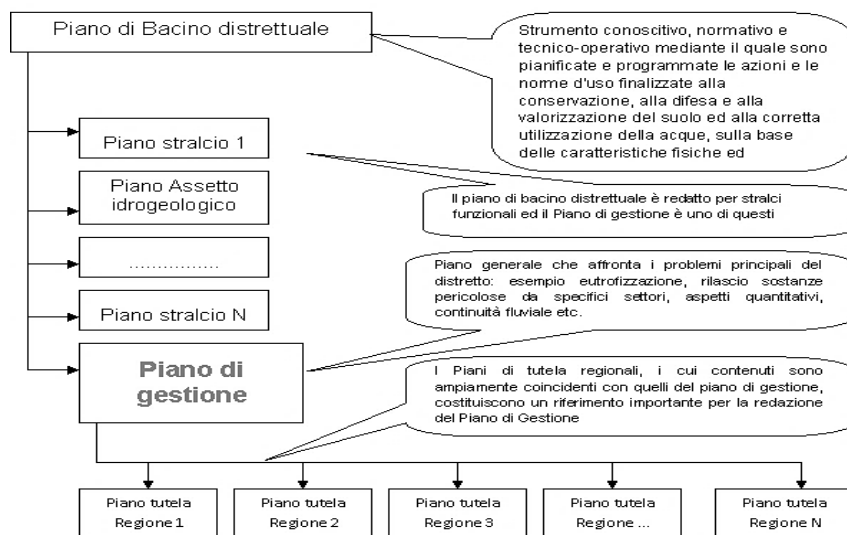 Piano di Bacino distrettuale
Strumento conoscitivo, normativo e
tecnico-operativo mediante il quale sono
pianificate e programmate le azioni e le
norme d'uso finalizzate alla
conservazione, alla difesa e alla
valorizzazione del suolo ed alla corretta
utilizzazione della acque, sulla base
delle caratteristiche fisiche ed
Piano stralcio 1
Piano Assetto
idrogeologico
Il piano di bacino distrettuale è redatto per stralci
funzionali ed il Piano di gestione è uno di questi
................
Piano generale che affronta i problemi principali del
distretto: esempio eutrofizzazione, rilascio sostanze
pericolose da specifici settori, aspetti quantitativi,
continuità fluviale etc.
Piano stralcio N
Piano di
gestione
I Piani di tutela regionali, i cui contenuti sono
ampiamente coincidenti con quelli del piano di gestione,
costituiscono un riferimento importante per la redazione
del Piano di Gestione
Piano tutela
Regione 1
Piano tutela
Regione 2
Piano tutela
Regione 3
Piano tutela
Regione ...
Piano tutela
Regione N